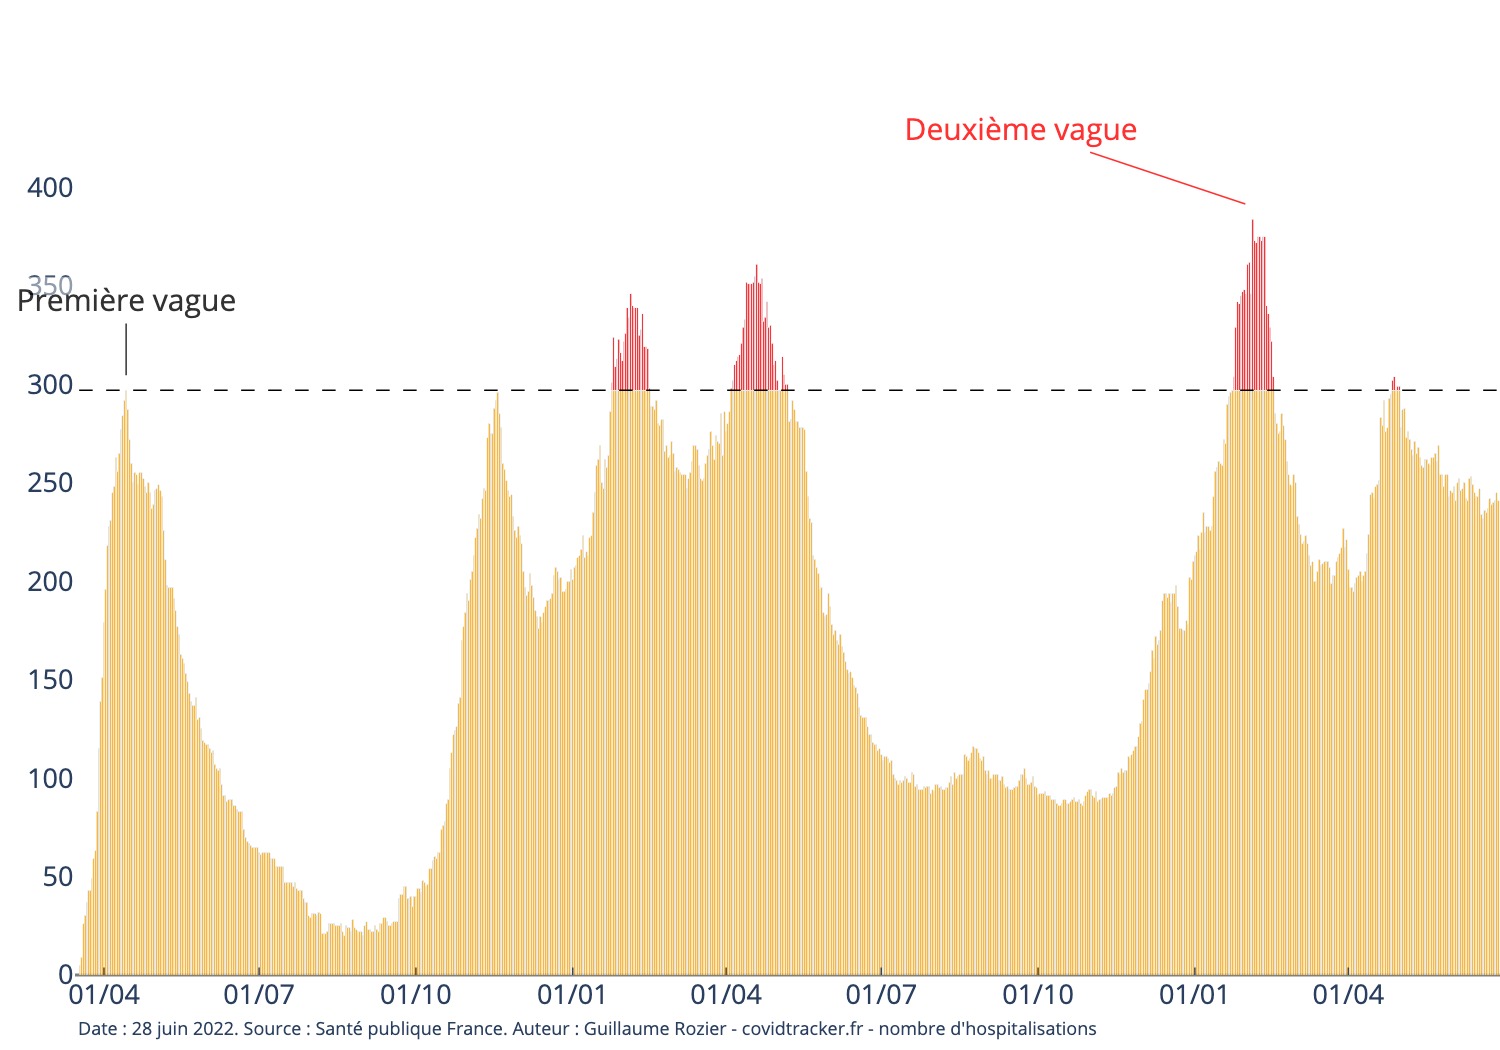 Deuxième vague
400
350
Première vague
300
250
200
150
100
50
0
01/04 01/07 01/10 01/01 01/04 01/07 01/10 01/01 01/04
Date : 28 juin 2022. Source : Santé publique France. Auteur : Guillaume Rozier - covidtracker.fr - nombre d'hospitalisations